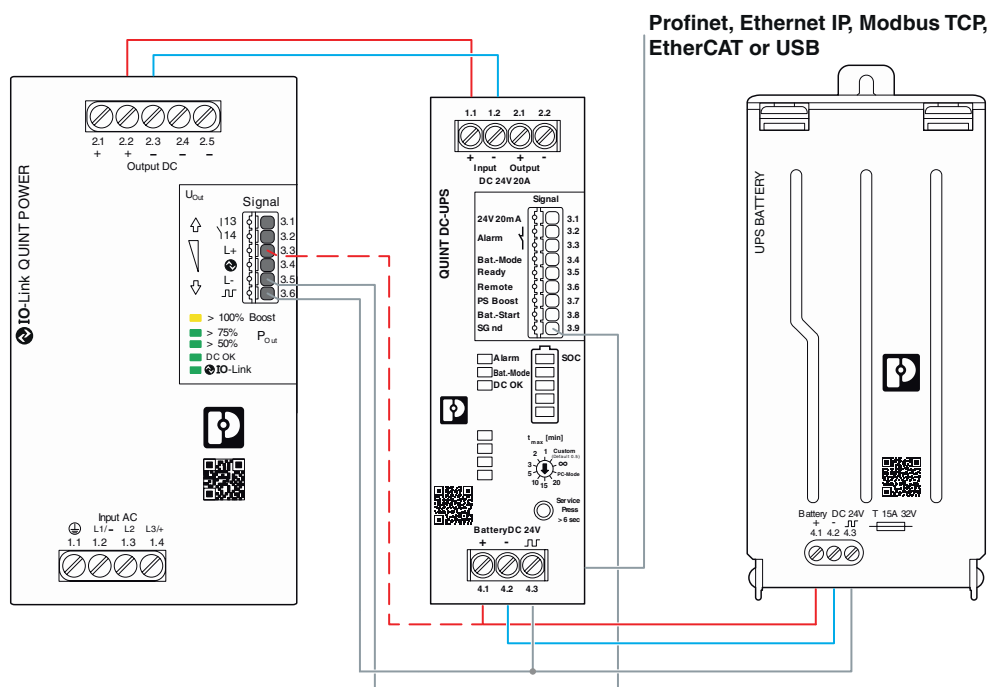 Profinet, Ethernet IP, Modbus TCP,
EtherCAT or USB
IO-Link QUINT POWER
2.1 2.2 2.3 2.4 2.5
+ + – – –
Output DC
UOut
Signal
13 3.1
14 3.2
L+ 3.3
3.4
L- 3.5
3.6
> 100% Boost
> 75%
> 50%
POut
DC OK
IO-Link
Input AC
L1/– L2 L3/+
1.1 1.2 1.3 1.4
QUINT DC-UPS
1.1 1.2 2.1 2.2
+ - + -
Input Output
DC 24V 20A
Signal
24V 20mA 3.1
3.2
Alarm 3.3
Bat.-Mode 3.4
Ready 3.5
Remote 3.6
PS Boost 3.7
Bat.-Start 3.8
SGnd 3.9
Alarm SOC
Bat.-Mode
DC OK
tmax [min]
2 1 Custom
(Default 0.5)
3 ∞
5 PC-Mode
10 15 20
Service
Press
> 6 sec
Battery DC 24V
+ -
4.1 4.2 4.3
UPS BATTERY
Battery DC 24V T 15A 32V
+ -
4.1 4.2 4.3